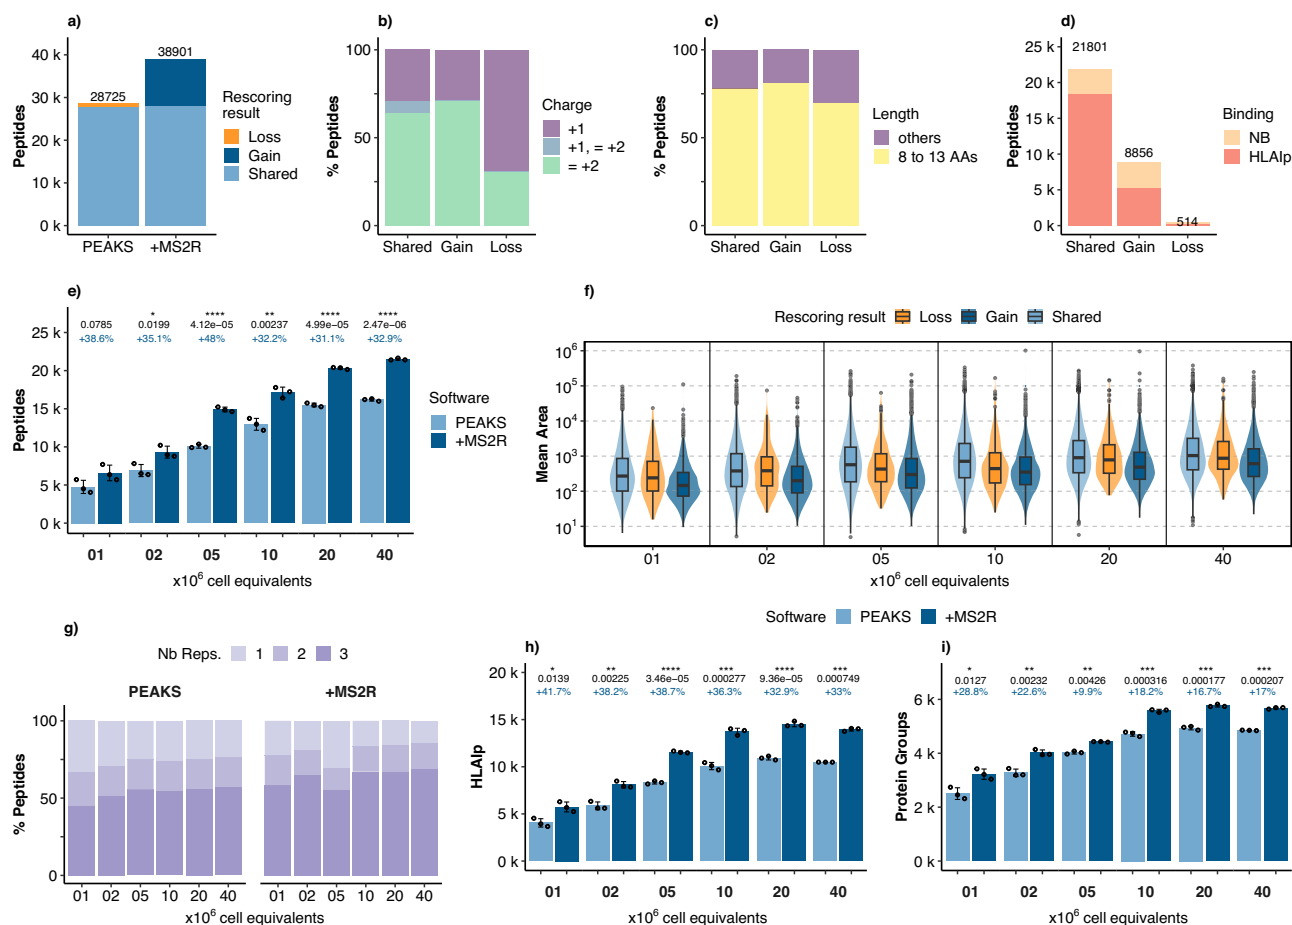 a)
40 k
30 k
20 k
10 k
0 k
Peptides
28725
38901
PEAKS
+MS2R
Rescoring
result
Loss
Gain
Shared
b)
100
50
0
% Peptides
Shared
Gain
Loss
Charge
+1
+1, = +2
= +2
c)
100
50
0
% Peptides
Shared
Gain
Loss
Length
others
8 to 13 AAs
d)
25 k
20 k
15 k
10 k
5 k
0 k
Peptides
21801
8856
514
Shared
Gain
Loss
Binding
NB
HLAIp
e)
* **** ** **** ****
0.0785 0.0199 4.12e−05 0.00237 4.99e−05 2.47e−06
+38.6% +35.1% +48% +32.2% +31.1% +32.9%
25 k
20 k
15 k
10 k
5 k
0 k
Peptides
01 02 05 10 20 40
x10⁶ cell equivalents
Software
PEAKS
+MS2R
f)
Rescoring result Loss Gain Shared
10⁶
10⁵
10⁴
10³
10²
10¹
Mean Area
01 02 05 10 20 40
x10⁶ cell equivalents
g)
Nb Reps. 1 2 3
PEAKS +MS2R
100
50
0
% Peptides
01 02 05 10 20 40 01 02 05 10 20 40
x10⁶ cell equivalents
Software PEAKS +MS2R
h)
* ** **** *** **** ***
0.0139 0.00225 3.46e−05 0.000277 9.36e−05 0.000749
+41.7% +38.2% +38.7% +36.3% +32.9% +33%
20 k
15 k
10 k
5 k
0 k
HLAIp
01 02 05 10 20 40
x10⁶ cell equivalents
i)
* ** ** *** *** ***
0.0127 0.00232 0.00426 0.000316 0.000177 0.000207
+28.8% +22.6% +9.9% +18.2% +16.7% +17%
6 k
4 k
2 k
0 k
Protein Groups
01 02 05 10 20 40
x10⁶ cell equivalents